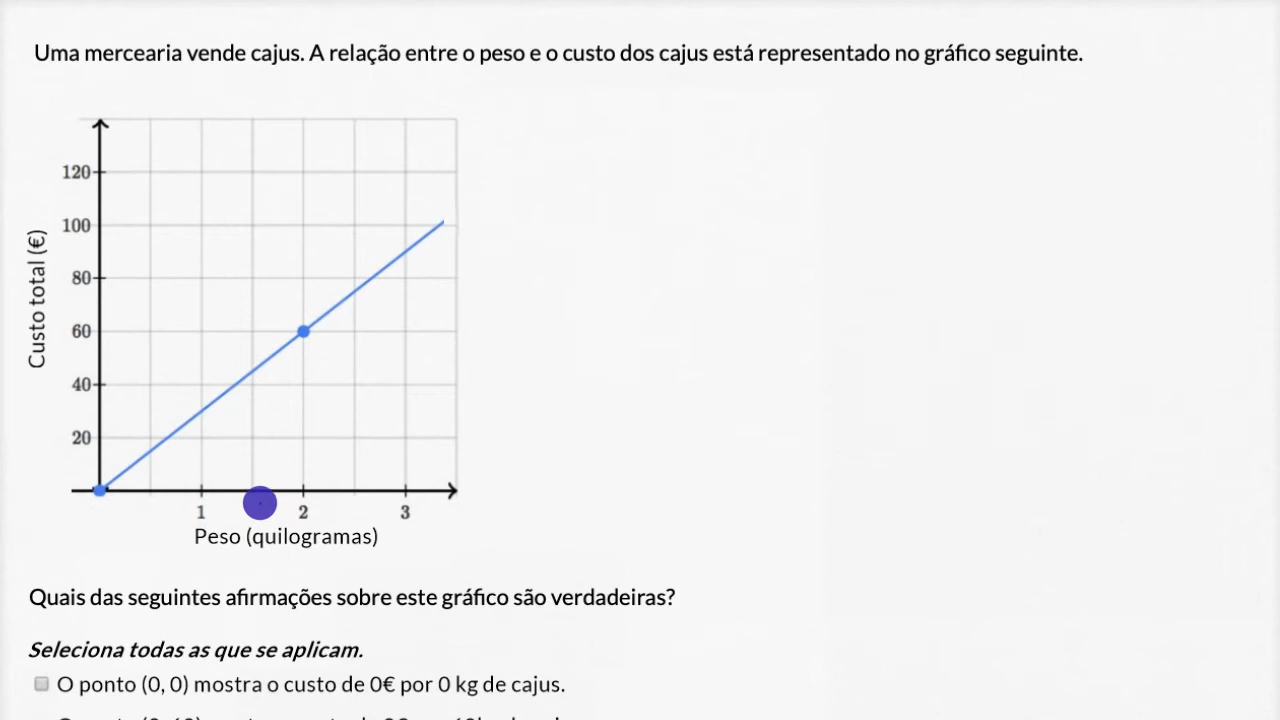 Uma mercearia vende cajus. A relação entre o peso e o custo dos cajus está representado no gráfico seguinte.
120
100
80
60
40
20
Custo total (€)
1 2 3
Peso (quilogramas)
Quais das seguintes afirmações sobre este gráfico são verdadeiras?
Seleciona todas as que se aplicam.
O ponto (0, 0) mostra o custo de 0€ por 0 kg de cajus.